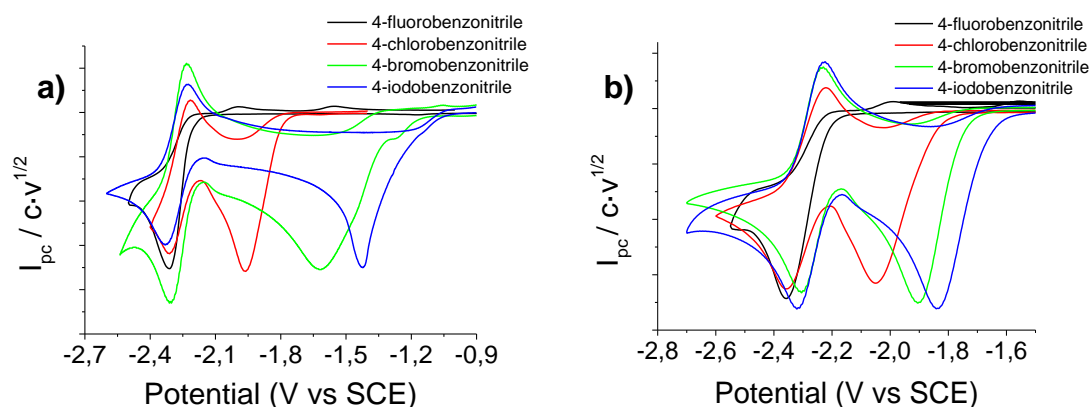 a)
4-fluorobenzonitrile
4-chlorobenzonitrile
4-bromobenzonitrile
4-iodobenzonitrile
I pc / c·v1/2
-2,7 -2,4 -2,1 -1,8 -1,5 -1,2 -0,9
Potential (V vs SCE)
b)
4-fluorobenzonitrile
4-chlorobenzonitrile
4-bromobenzonitrile
4-iodobenzonitrile
I pc / c·v1/2
-2,8 -2,6 -2,4 -2,2 -2,0 -1,8 -1,6
Potential (V vs SCE)